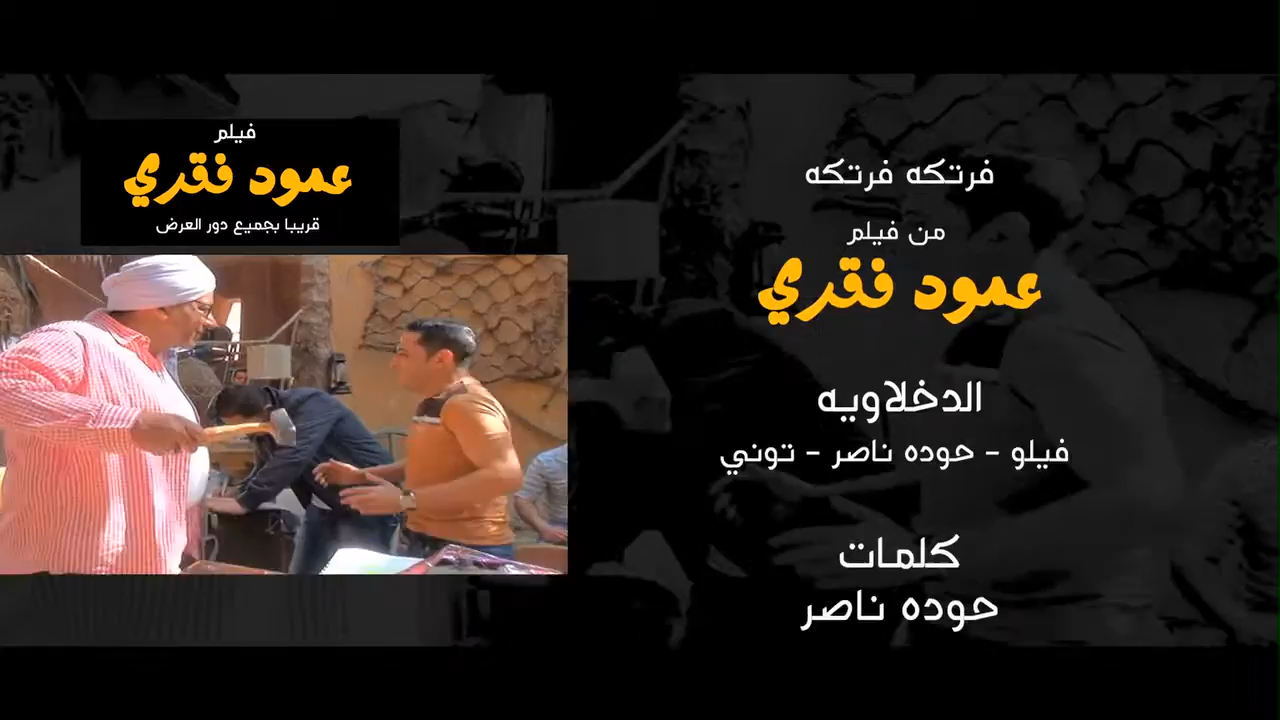 فيلم
عمود فقري
قريبا بجميع دور العرض
فرتكه فرتكه
من فيلم
عمود فقري
الدخلاويه
فيلو - حوده ناصر - توني
كلمات
حوده ناصر